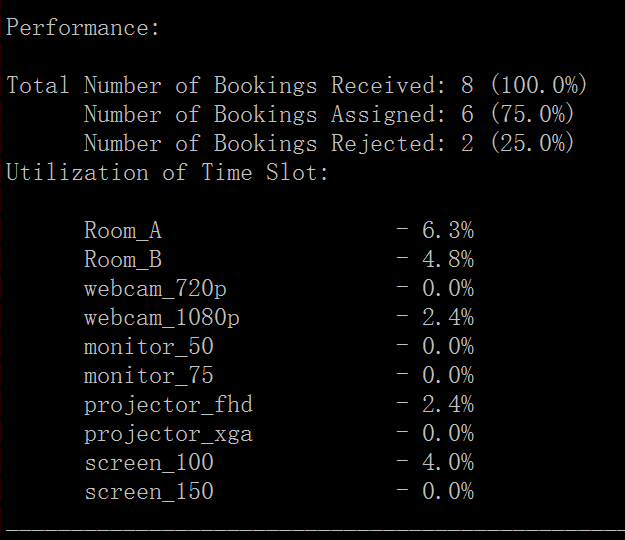 Performance:
Total Number of Bookings Received: 8 (100.0%)
Number of Bookings Assigned: 6 (75.0%)
Number of Bookings Rejected: 2 (25.0%)
Utilization of Time Slot:
Room_A - 6.3%
Room_B - 4.8%
webcam_720p - 0.0%
webcam_1080p - 2.4%
monitor_50 - 0.0%
monitor_75 - 0.0%
projector_fhd - 2.4%
projector_xga - 0.0%
screen_100 - 4.0%
screen_150 - 0.0%